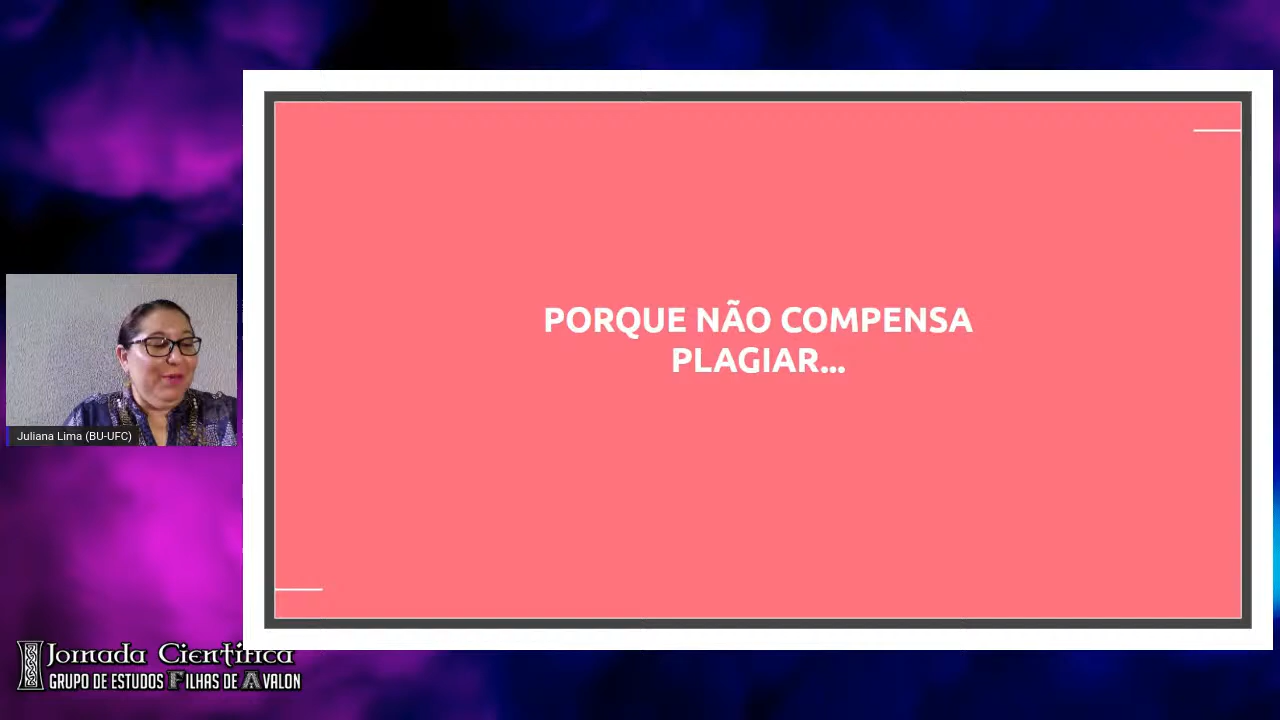 PORQUE NÃO COMPENSA
PLAGIAR...
Juliana Lima (BU-UFC)
Jornada Científica
GRUPO DE ESTUDOS FILHAS DE AVALON